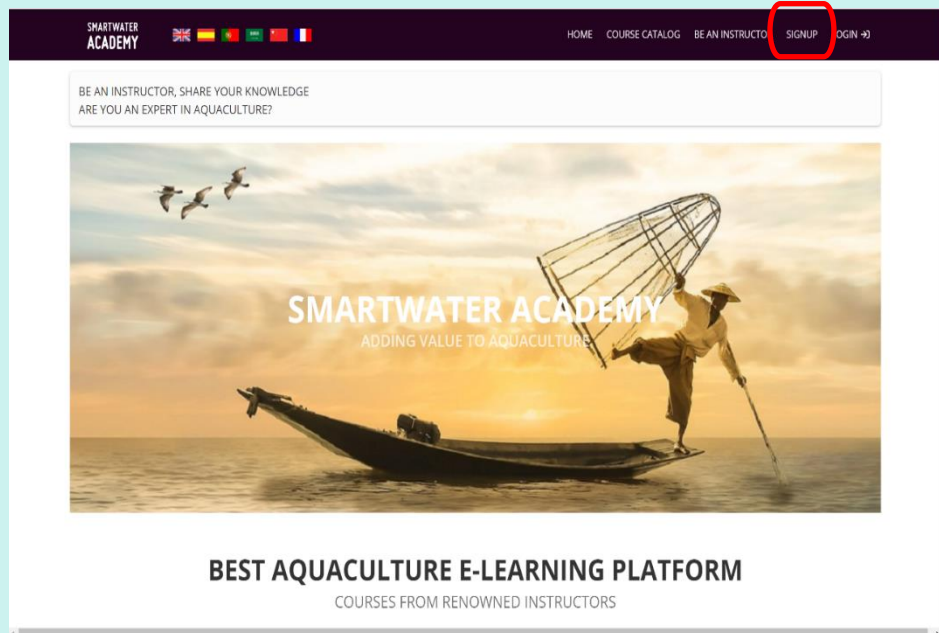 SMARTWATER
ACADEMY
HOME COURSE CATALOG BE AN INSTRUCTO SIGNUP OGIN
BE AN INSTRUCTOR, SHARE YOUR KNOWLEDGE
ARE YOU AN EXPERT IN AQUACULTURE?
SMARTWATER ACADEMY
ADDING VALUE TO AQUACULTURE
BEST AQUACULTURE E-LEARNING PLATFORM
COURSES FROM RENOWNED INSTRUCTORS